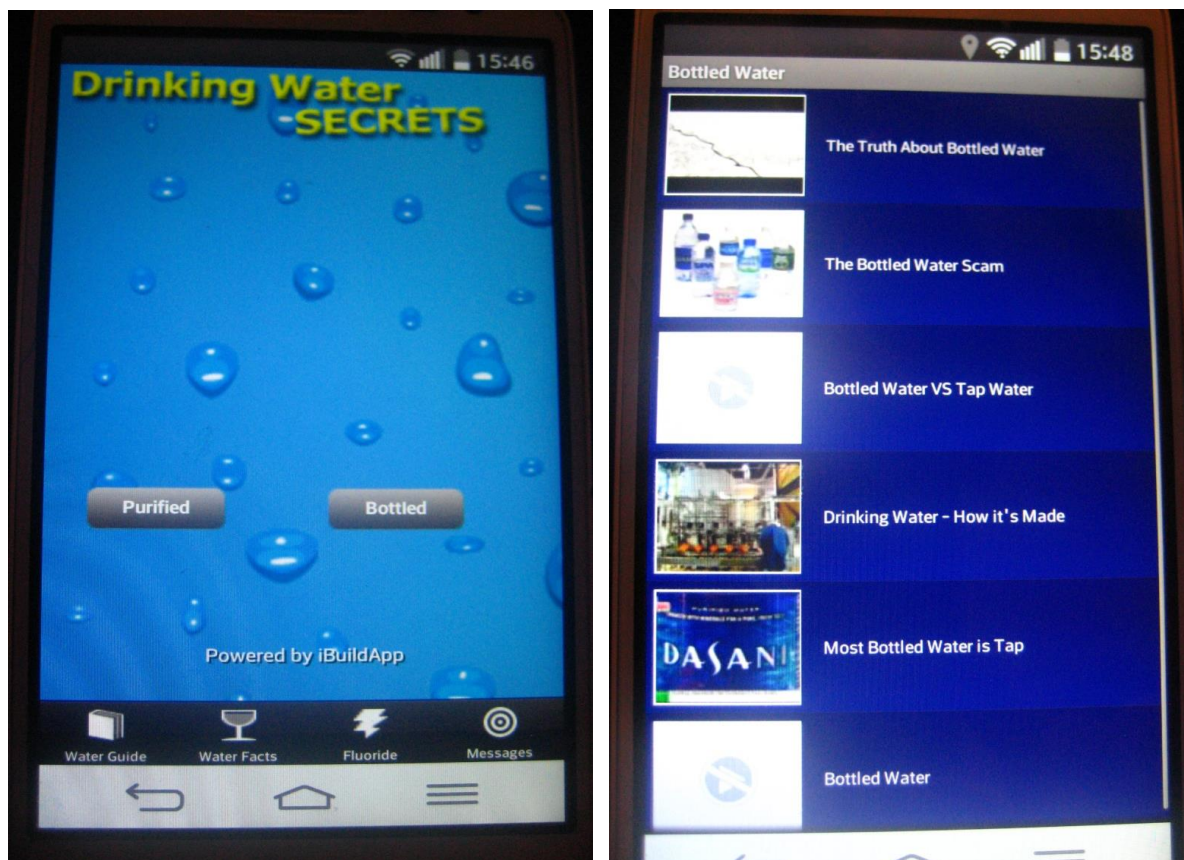 15:46
Drinking Water
-SECRETS
Purified
Bottled
Powered by iBuildApp
Water Guide
Water Facts
Fluoride
Messages
15:48
Bottled Water
The Truth About Bottled Water
The Bottled Water Scam
Bottled Water VS Tap Water
Drinking Water - How it's Made
PURIFIED WATER
DASANI
Most Bottled Water is Tap
Bottled Water